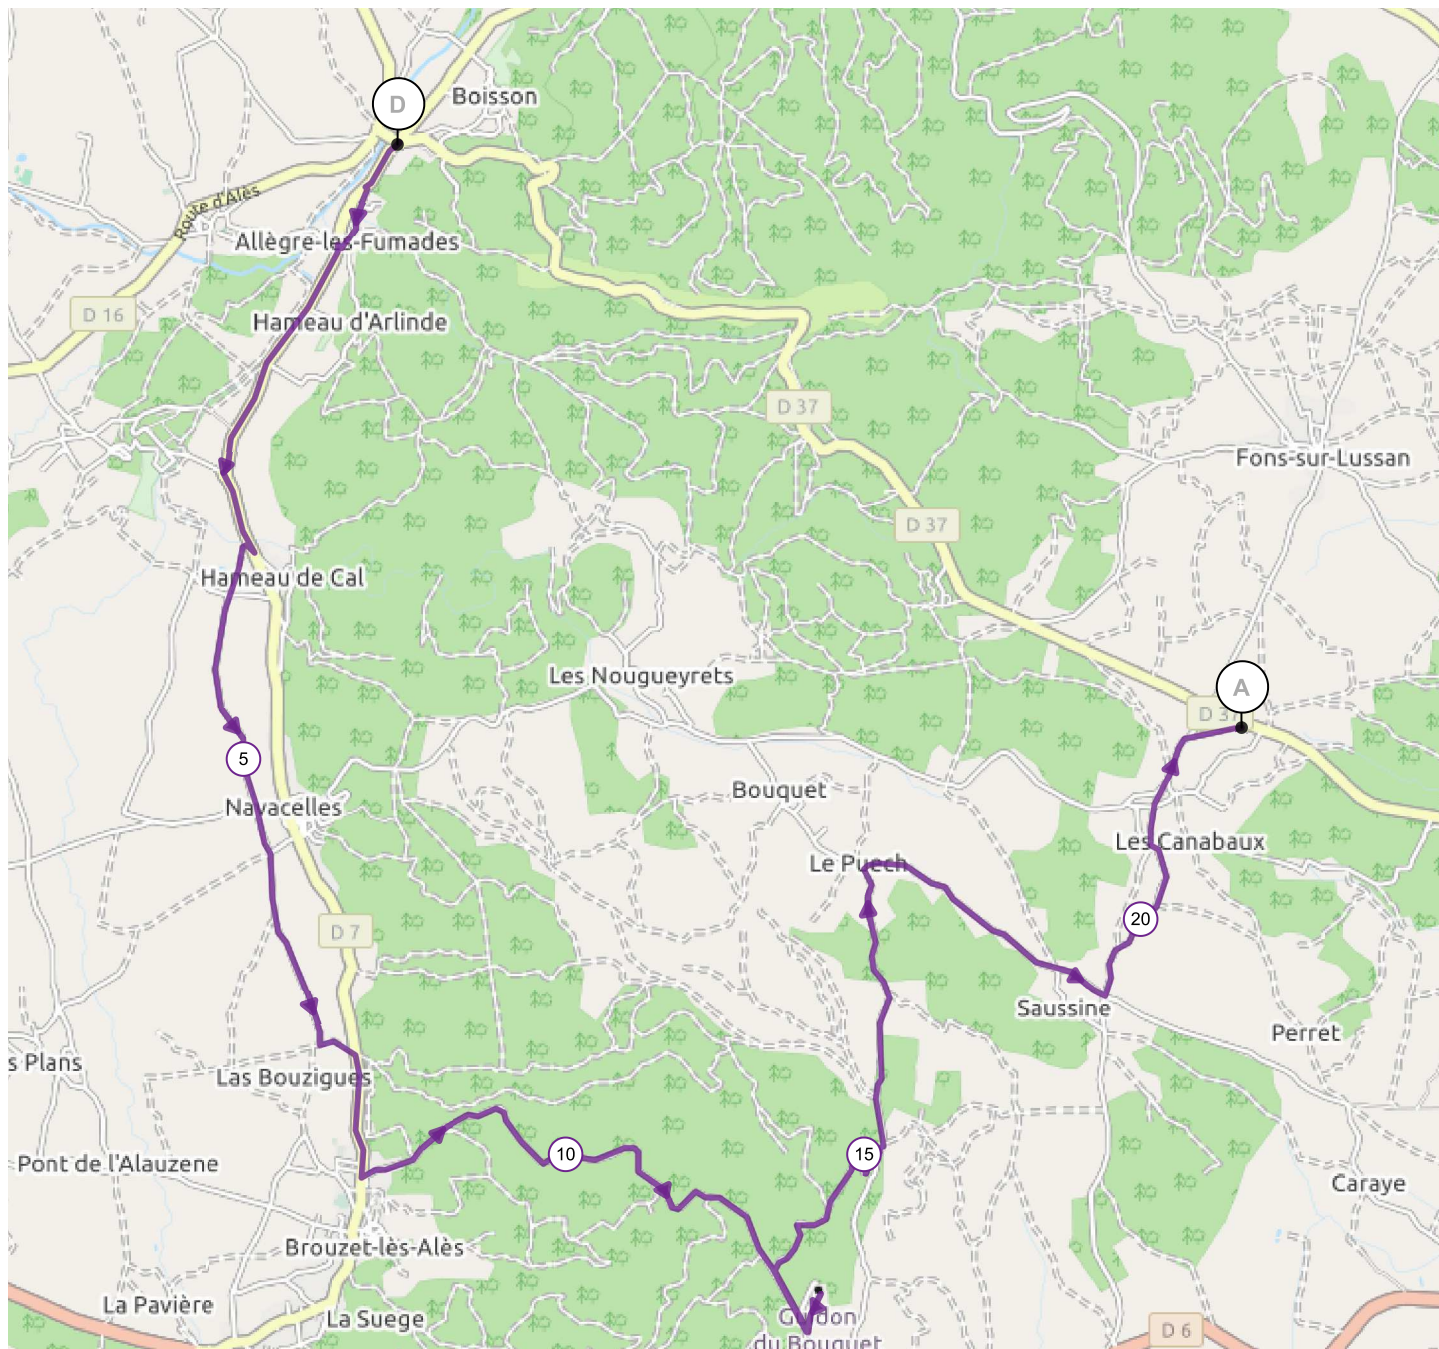 Boisson
D
Route d'Alès
Allègre-les-Fumades
D 16
Hameau d'Arlinde
D 37
Fons-sur-Lussan
D 37
Hameau de Cal
Les Nougueyrets
A
D 37
5
Bouquet
Navacelles
Les Canabaux
Le Puech
20
D 7
Saussine
Perret
s Plans
Las Bouzigues
10
15
Pont de l'Alauzene
Caraye
Brouzet-lès-Alès
La Pavière
La Suege
Guidon
du Bouquet
D 6